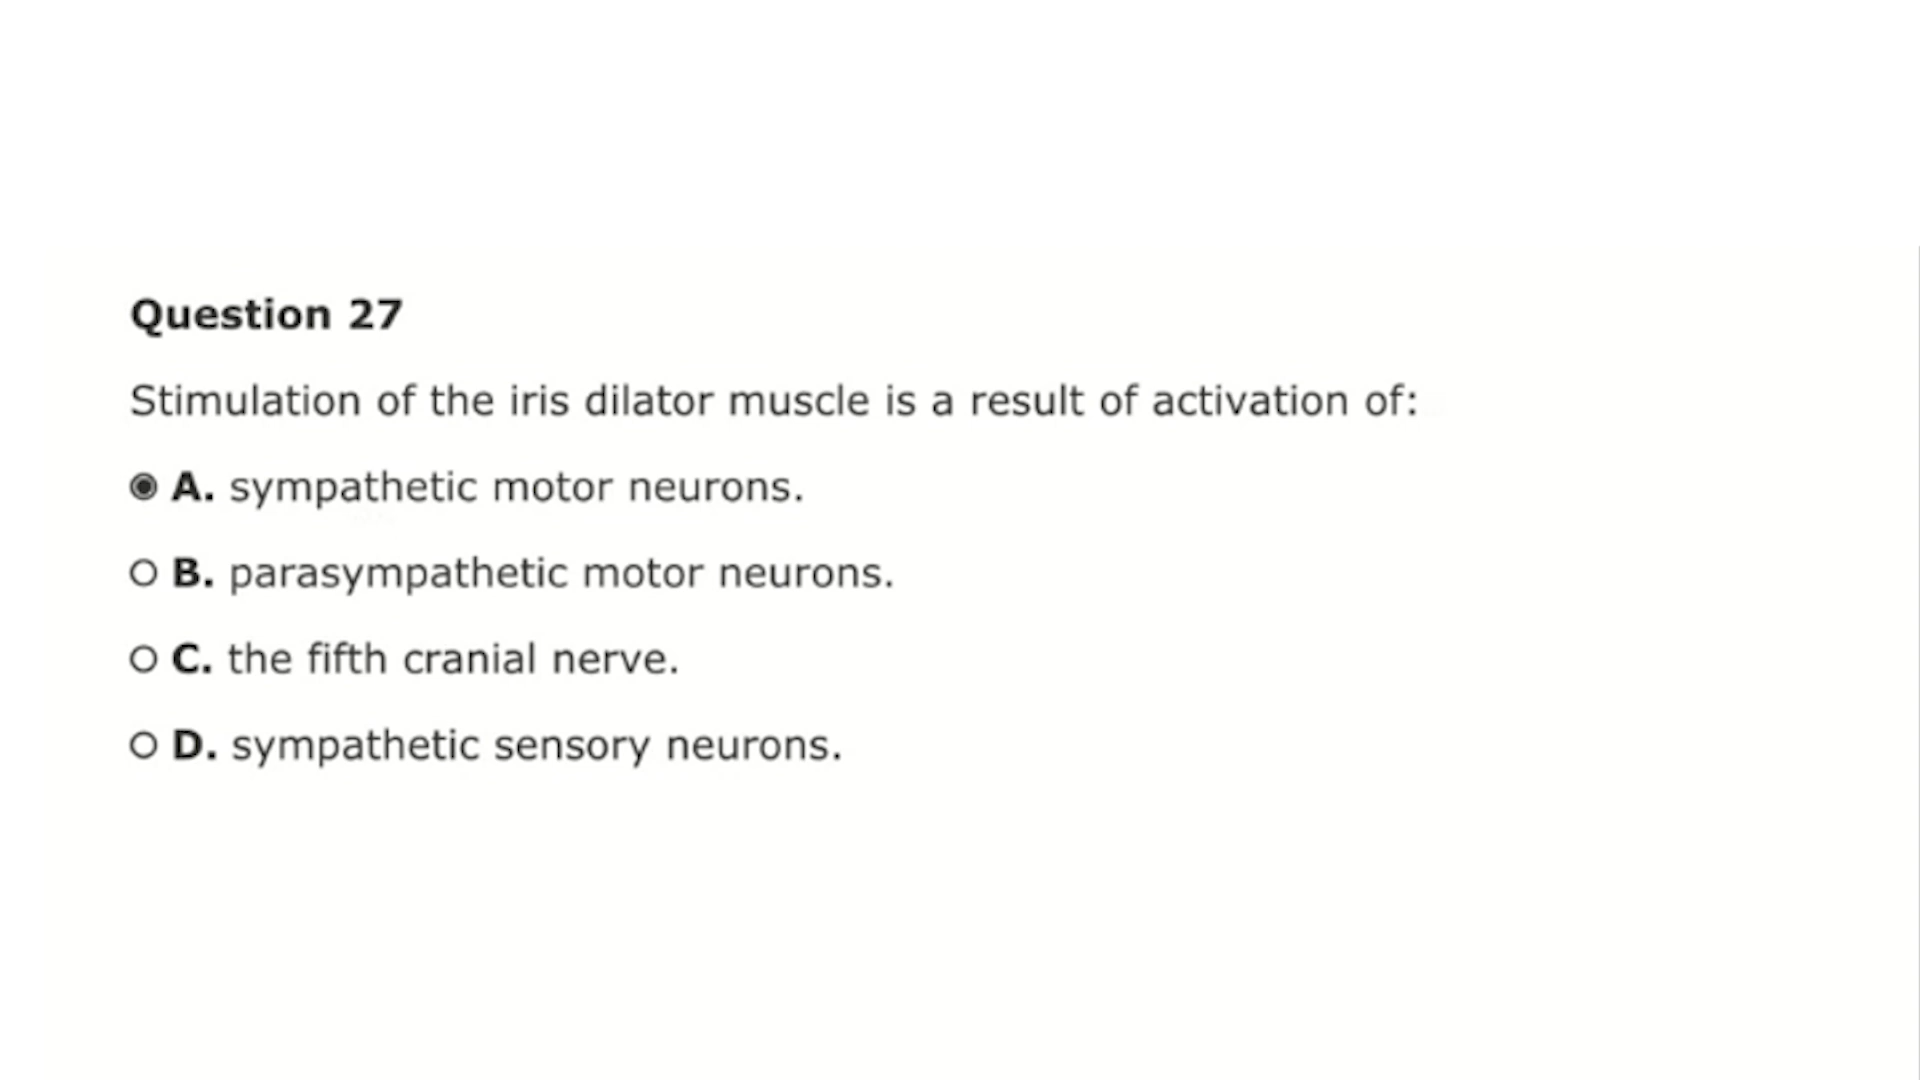 Question 27
Stimulation of the iris dilator muscle is a result of activation of:
A. sympathetic motor neurons.
B. parasympathetic motor neurons.
C. the fifth cranial nerve.
D. sympathetic sensory neurons.